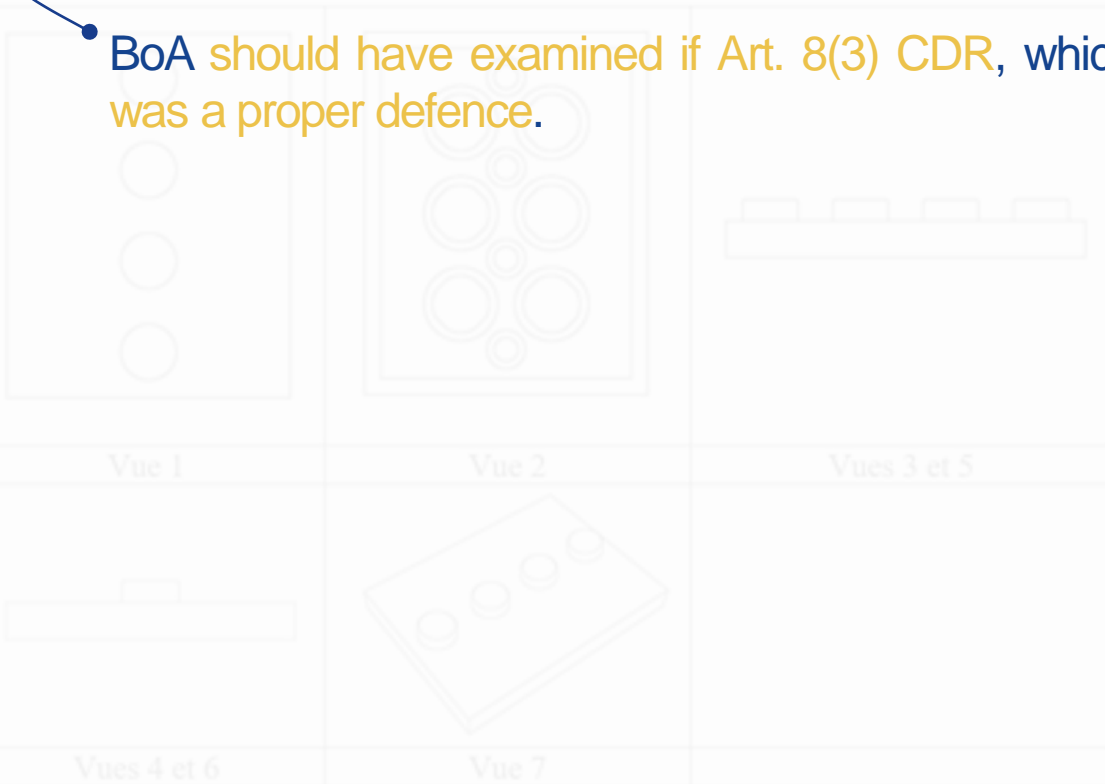 BoA should have examined if Art. 8(3) CDR,
was a proper defence.
Vue 1
Vue 2
Vues 3 et 5
Vues 4 et 6
Vue 7